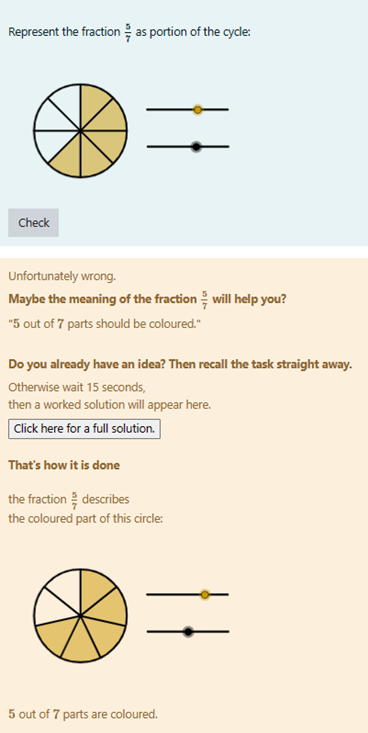 Represent the fraction 5/7 as portion of the cycle:
Check
Unfortunately wrong.
Maybe the meaning of the fraction 5/7 will help you?
"5 out of 7 parts should be coloured."
Do you already have an idea? Then recall the task straight away.
Otherwise wait 15 seconds,
then a worked solution will appear here.
Click here for a full solution.
That's how it is done
the fraction 5/7 describes
the coloured part of this circle:
5 out of 7 parts are coloured.